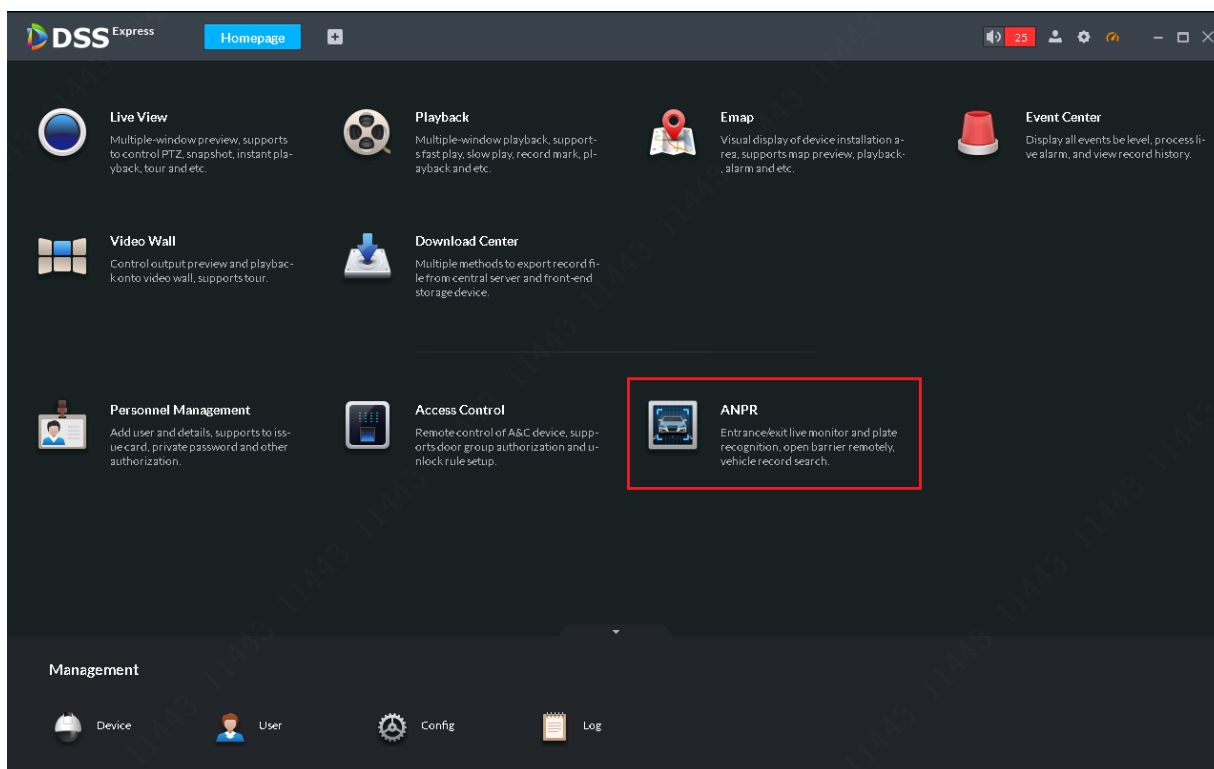 DSS Express
Homepage
25
Live View
Multiple-window preview, supports
to control PTZ, snapshot, instant pla-
yback, tour and etc.
Playback
Multiple-window playback, support-
s fast play, slow play, record mark, pl-
ayback and etc.
Emap
Visual display of device installation a-
rea, supports map preview, playback-
, alarm and etc.
Event Center
Display all events be level, process li-
ve alarm, and view record history.
Video Wall
Control output preview and playbac-
k onto video wall, supports tour.
Download Center
Multiple methods to export record fi-
le from central server and front-end
storage device.
Personnel Management
Add user and details, supports to iss-
ue card, private password and other
authorization.
Access Control
Remote control of A&C device, supp-
orts door group authorization and u-
nlock rule setup.
ANPR
Entrance/exit live monitor and plate
recognition, open barrier remotely,
vehicle record search.
Management
Device
User
Config
Log